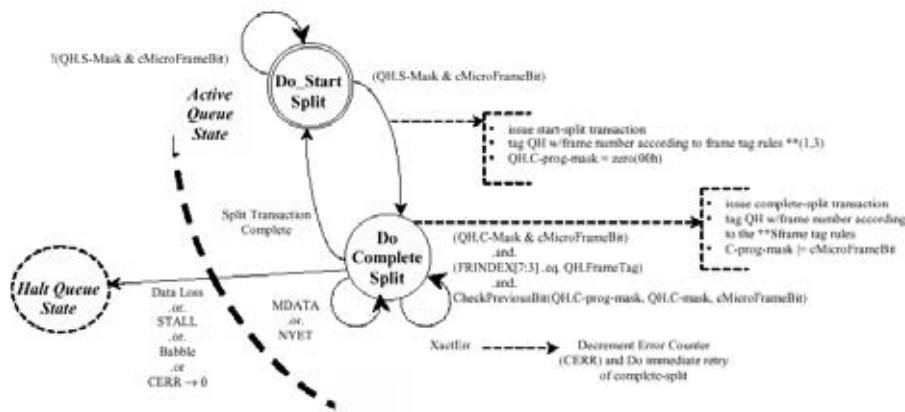 !(QH.S-Mask & cMicroFrameBit)
Do_Start
Split
(QH.S-Mask & cMicroFrameBit)
Active
Queue
State
issue start-split transaction
tag QH w/frame number according to frame tag rules **(1,3)
QH.C-prog-mask = zero(00h)
issue complete-split transaction
tag QH w/frame number according
to the **Sframe tag rules
C-prog-mask |= cMicroFrameBit
Split Transaction
Complete
Do
Complete
Split
(QH.C-Mask & cMicroFrameBit)
.and.
(FRINDEX[7:3] .eq. QH.FrameTag)
.and.
CheckPreviousBit(QH.C-prog-mask, QH.C-mask, cMicroFrameBit)
Halt Queue
State
Data Loss
.or.
STALL
.or.
Babble
.or
CERR → 0
MDATA
.or.
NYET
XactErr
Decrement Error Counter
(CERR) and Do immediate retry
of complete-split